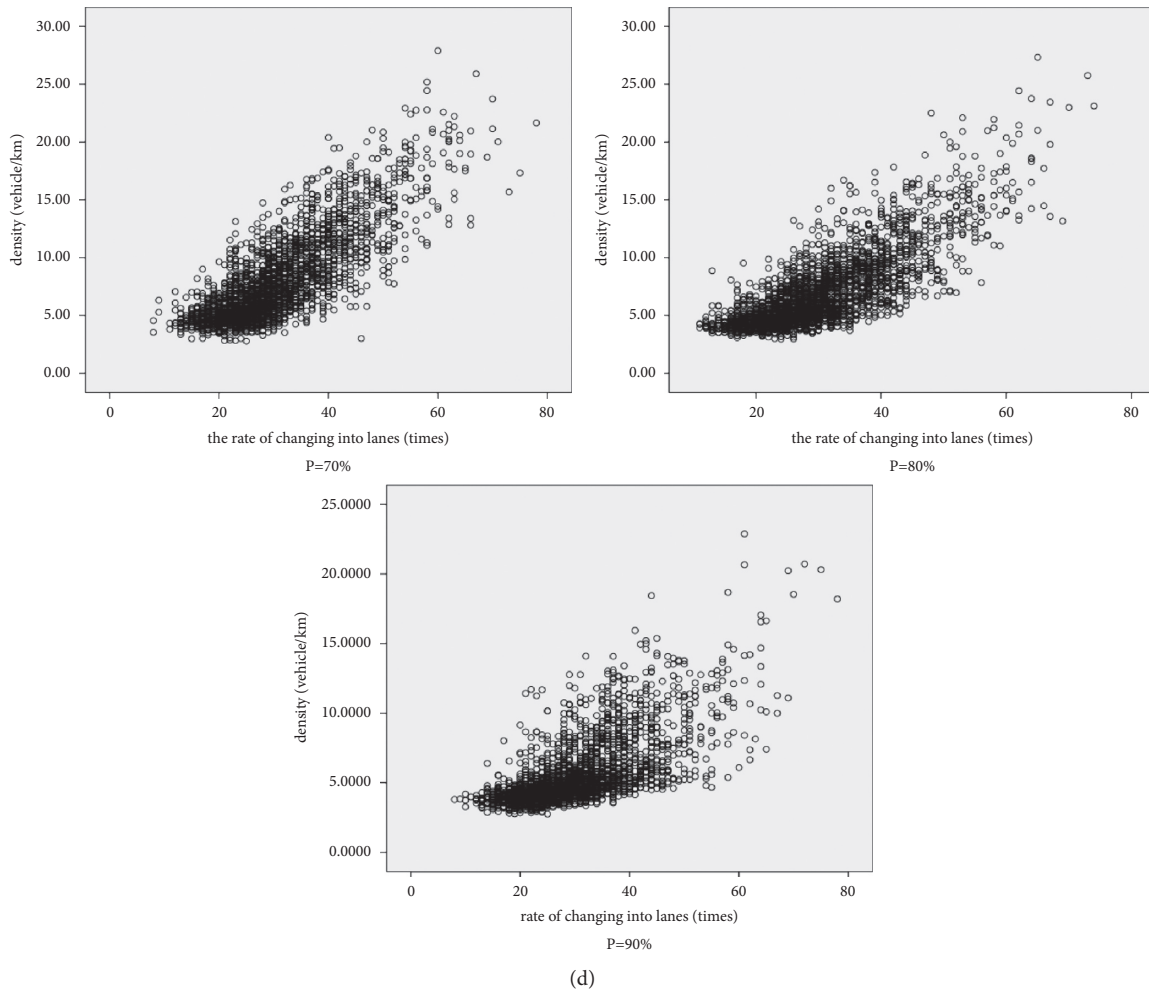 30.00
25.00
20.00
15.00
10.00
5.00
0.00
density (vehicle/km)
0 20 40 60 80
the rate of changing into lanes (times)
P=70%
30.00
25.00
20.00
15.00
10.00
5.00
0.00
density (vehicle/km)
20 40 60 80
the rate of changing into lanes (times)
P=80%
25.0000
20.0000
15.0000
10.0000
5.0000
0.0000
density (vehicle/km)
0 20 40 60 80
rate of changing into lanes (times)
P=90%
(d)